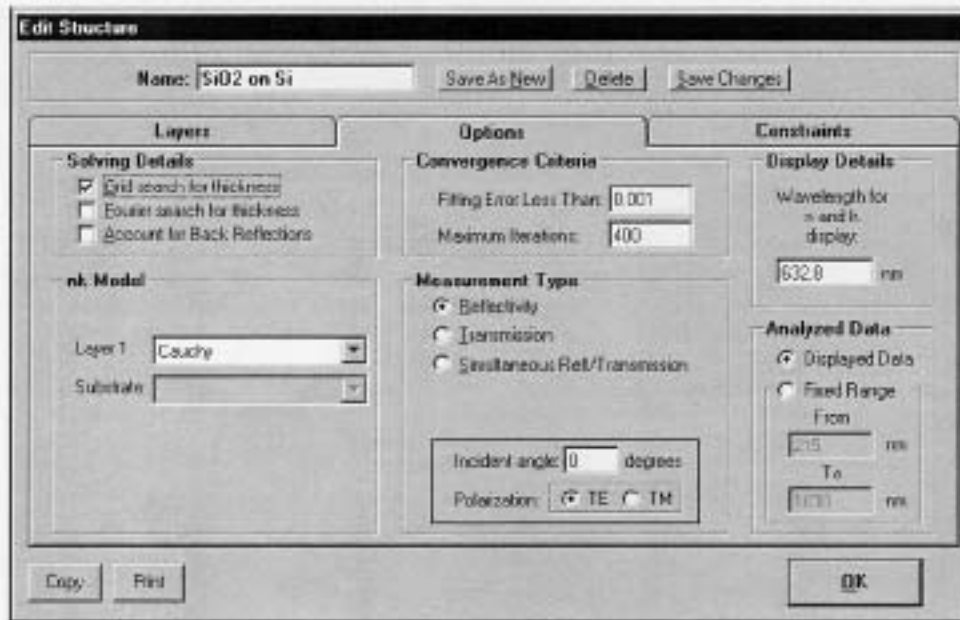 Edit Structure
Name: SiO2 on Si Save As New Delete Save Changes
Layers Options Constraints
Solving Details
Grid search for thickness
Fourier search for thickness
Account for Back Reflections
nk Model
Layer 1 Cauchy
Substrate
Convergence Criteria
Fitting Error Less Than: 0.001
Maximum Iterations: 400
Measurement Type
Reflectivity
Transmission
Simultaneous Refl/Transmission
Incident angle: 0 degrees
Polarization: TE TM
Display Details
Wavelength for
n and k
display:
632.8 nm
Analyzed Data
Displayed Data
Fixed Range
From
215 nm
To
nm
Copy Print OK